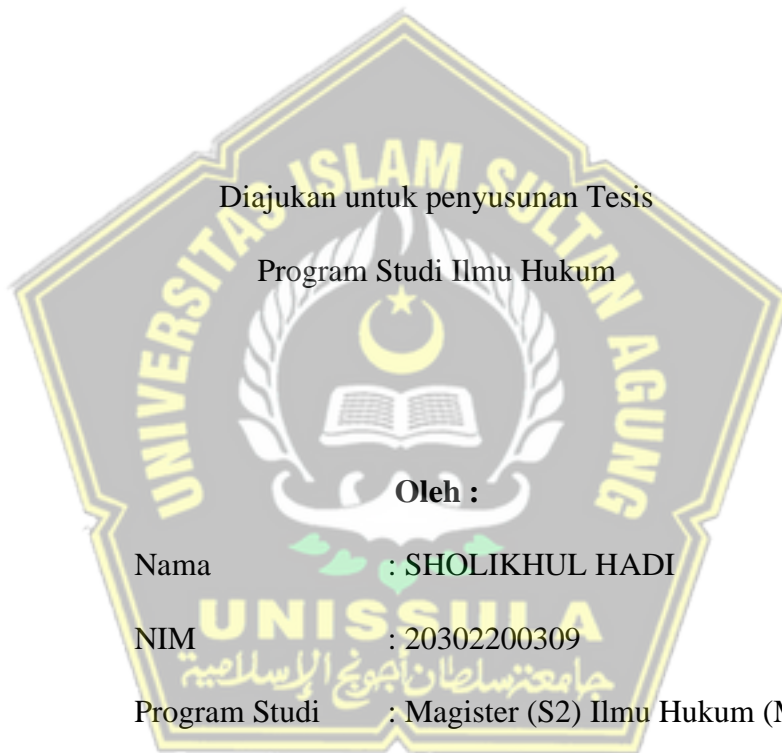 UNIVERSITAS ISLAM SULTAN AGUNG
Diajukan untuk penyusunan Tesis
Program Studi Ilmu Hukum
Oleh :
Nama : SHOLIKHUL HADI
NIM : 20302200309
Program Studi : Magister (S2) Ilmu Hukum (M
UNISSULA
جامعة سلطان أجونج الإسلامية